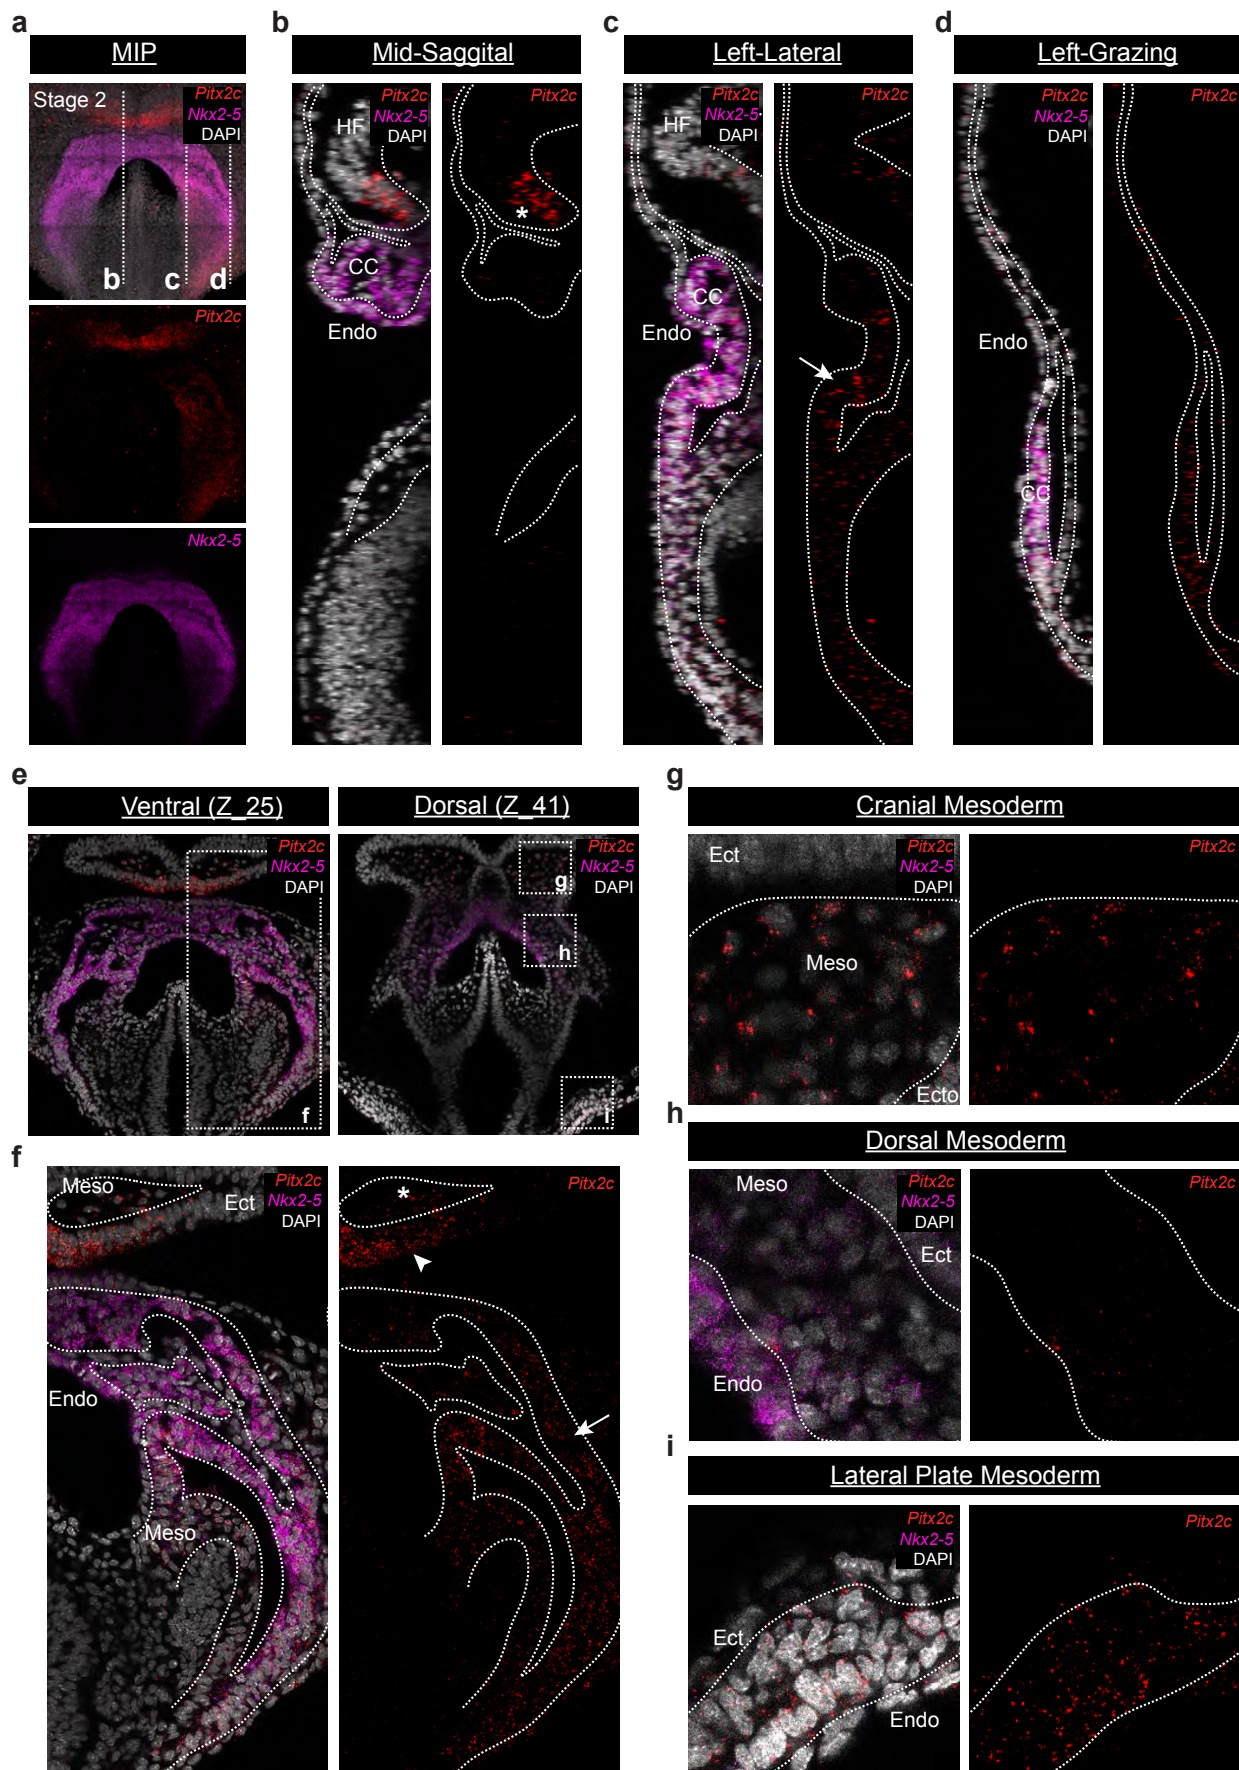 a
MIP
Stage 2
Pitx2c
Nkx2-5
DAPI
b
c
d
Pitx2c
Nkx2-5
b
Mid-Saggital
HF
Pitx2c
Nkx2-5
DAPI
CC
Endo
Pitx2c
*
c
Left-Lateral
HF
Pitx2c
Nkx2-5
DAPI
CC
Endo
Pitx2c
d
Left-Grazing
Pitx2c
Nkx2-5
DAPI
Endo
CC
Pitx2c
e
Ventral (Z_25)
Pitx2c
Nkx2-5
DAPI
f
Dorsal (Z_41)
Pitx2c
Nkx2-5
DAPI
g
h
i
f
Meso
Pitx2c
Nkx2-5
DAPI
Ect
Endo
Meso
Pitx2c
*
g
Cranial Mesoderm
Ect
Pitx2c
Nkx2-5
DAPI
Meso
Ecto
Pitx2c
h
Dorsal Mesoderm
Meso
Pitx2c
Nkx2-5
DAPI
Ect
Endo
Pitx2c
i
Lateral Plate Mesoderm
Pitx2c
Nkx2-5
DAPI
Ect
Endo
Pitx2c